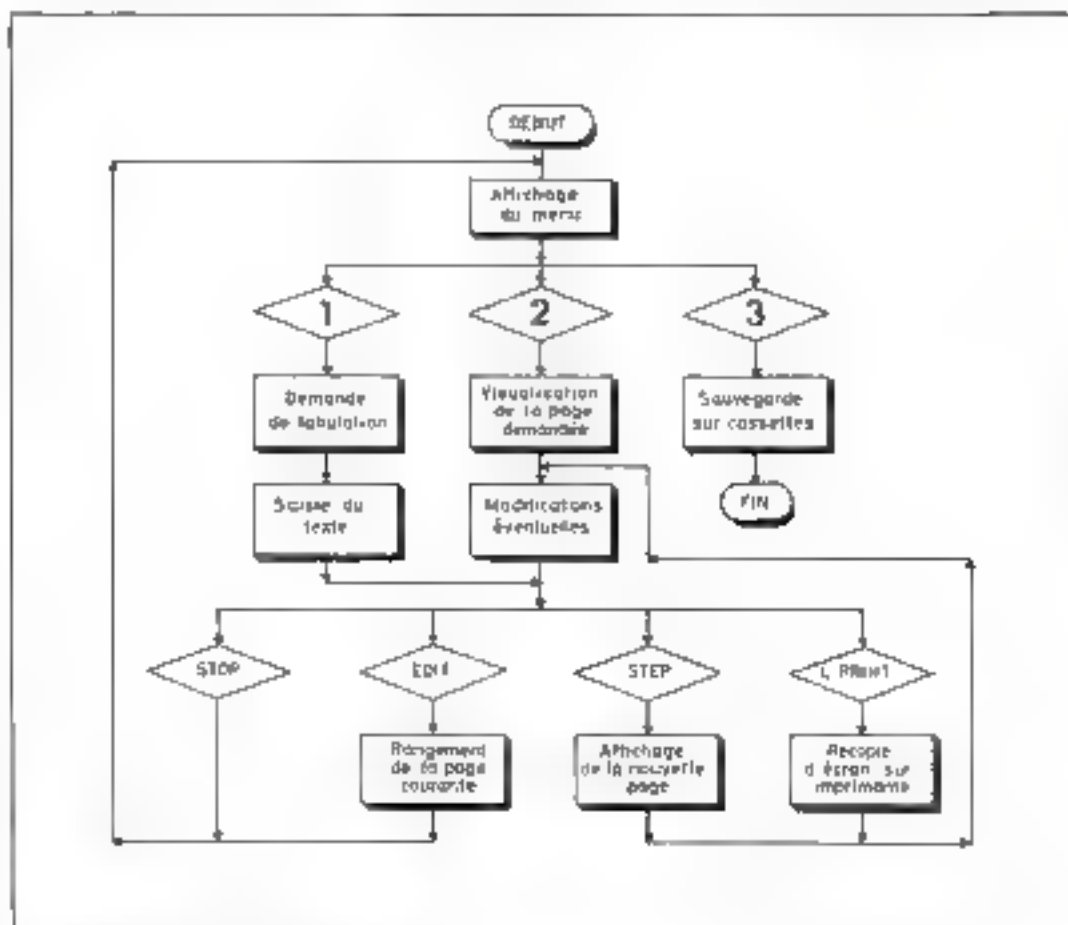 DEBUT
Affichage
du menu
1
2
3
Demande
de tabulation
Visualisation
de la page
demandée
Sauvegarde
sur cassettes
Saisie du
texte
Modifications
éventuelles
FIN
STOP
EDIT
STEP
L PRINT
Rangement
de la page
courante
Affichage
de la nouvelle
page
Recopie
d'écran sur
imprimante